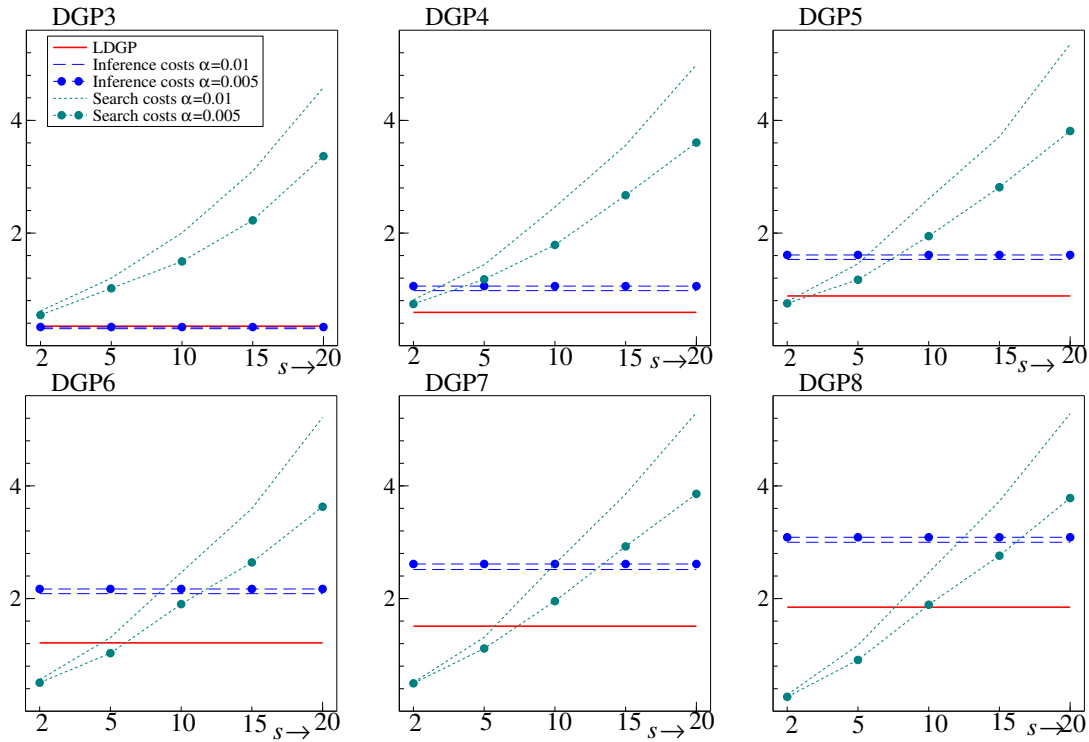 DGP3
DGP4
DGP5
LDGP
Inference costs α=0.01
Inference costs α=0.005
Search costs α=0.01
Search costs α=0.005
4
2
2 5 10 15 20
s→
4
2
2 5 10 15 20
s→
4
2
2 5 10 15 20
s→
DGP6
DGP7
DGP8
4
2
2 5 10 15 20
s→
4
2
2 5 10 15 20
s→
4
2
2 5 10 15 20
s→